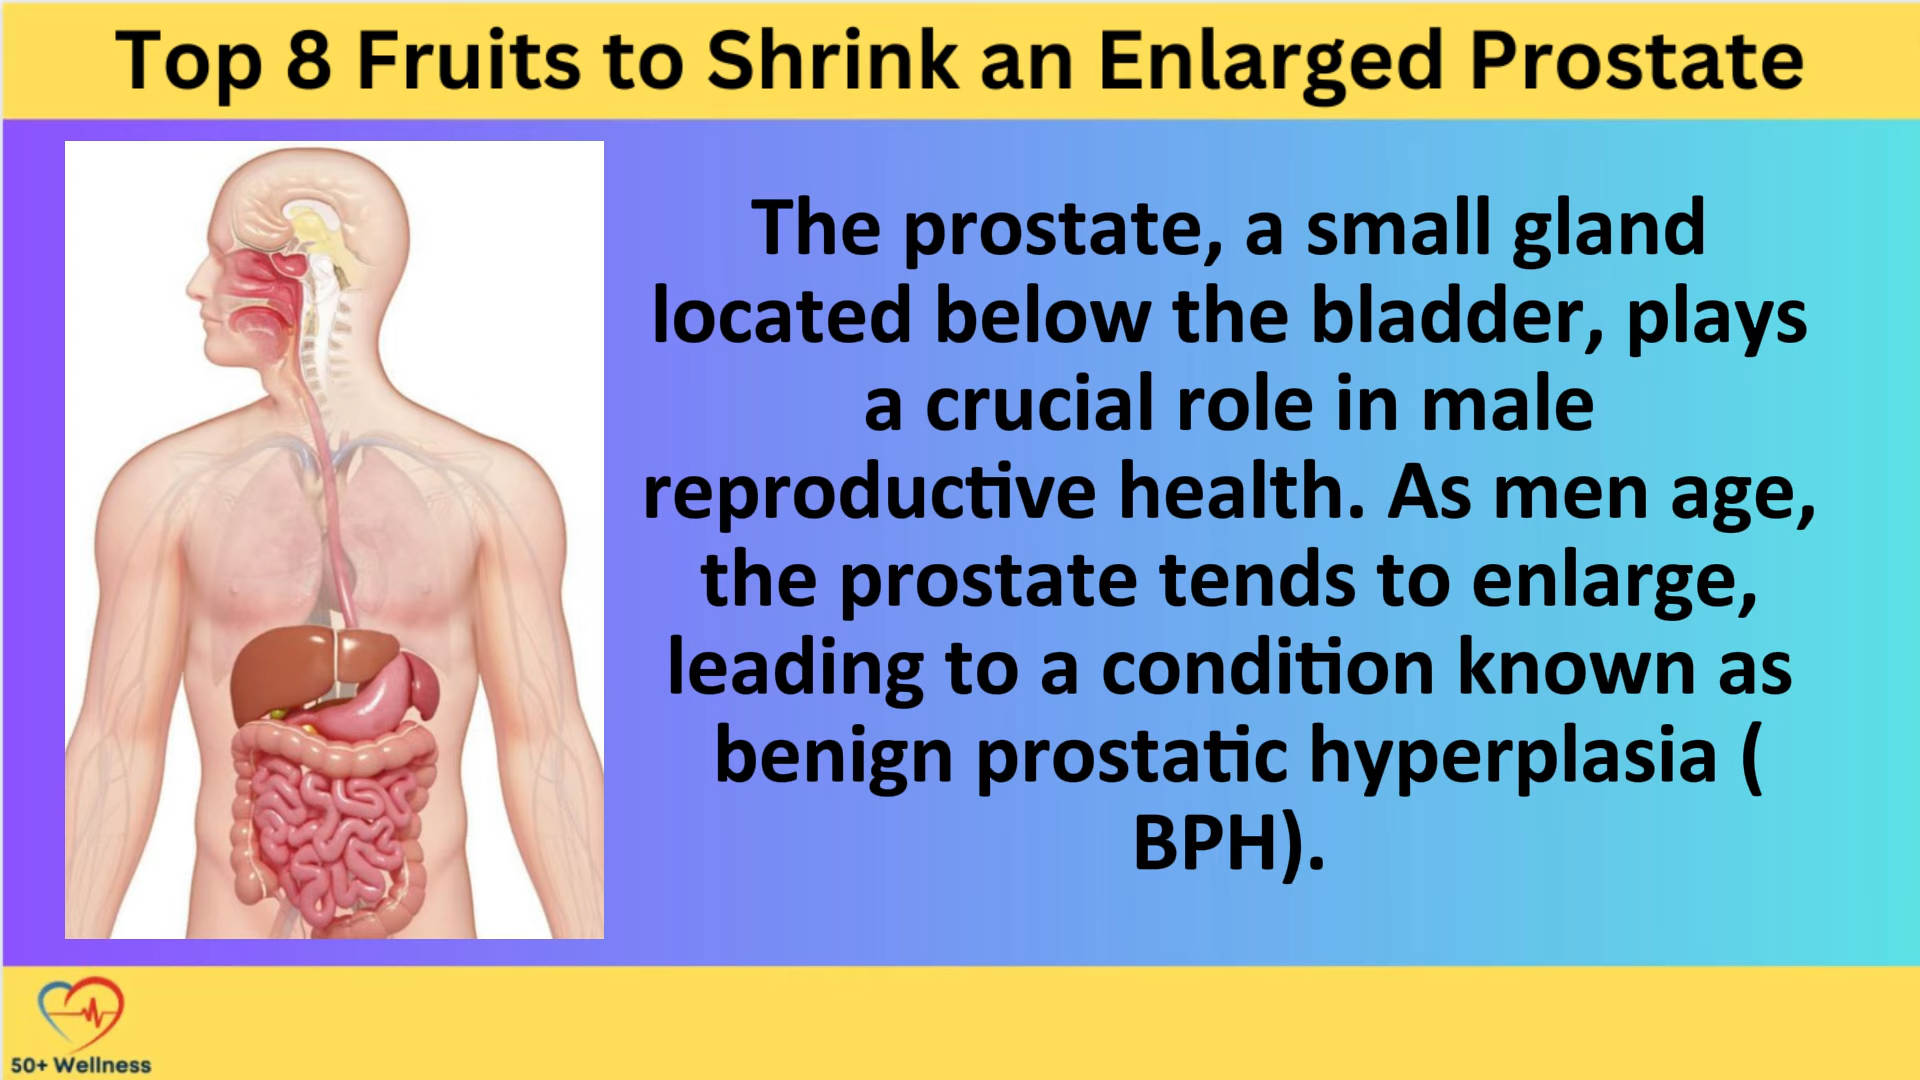 Top 8 Fruits to Shrink an Enlarged Prostate
The prostate, a small gland
located below the bladder, plays
a crucial role in male
reproductive health. As men age,
the prostate tends to enlarge,
leading to a condition known as
benign prostatic hyperplasia (
BPH).
50+ Wellness